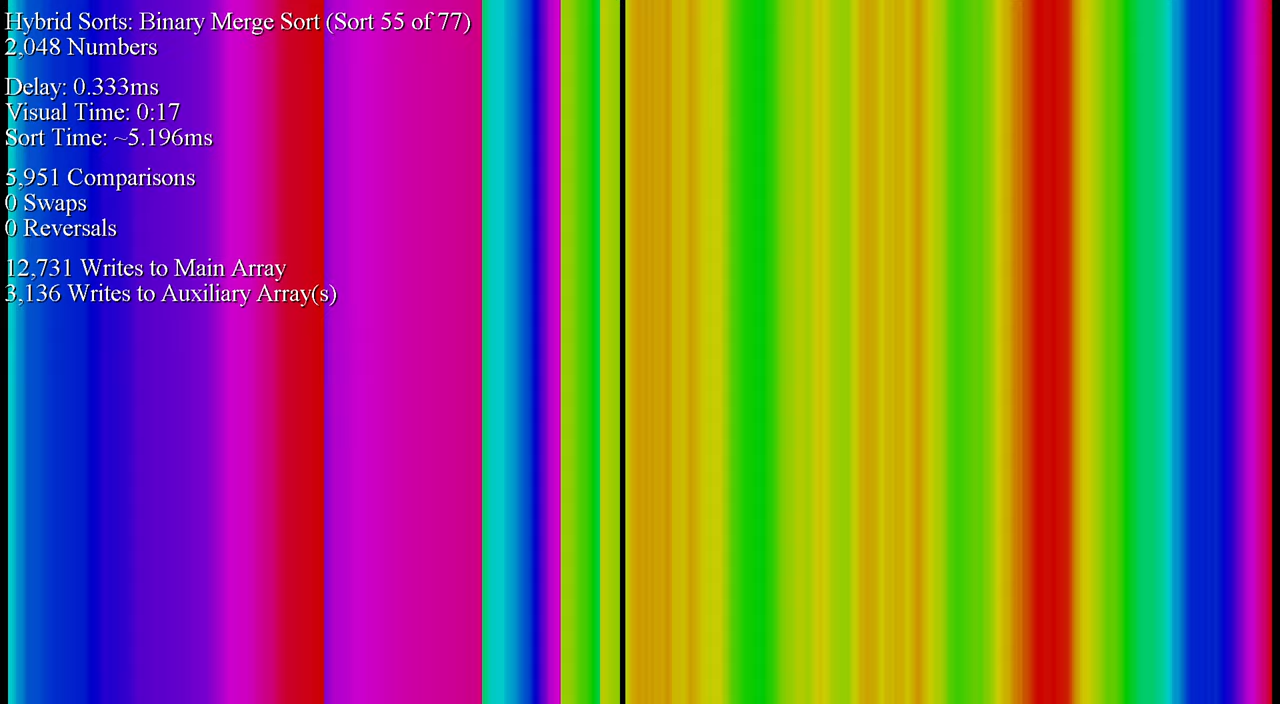 Hybrid Sorts: Binary Merge Sort (Sort 55 of 77)
2,048 Numbers
Delay: 0.333ms
Visual Time: 0:17
Sort Time: ~5.196ms
5,951 Comparisons
0 Swaps
0 Reversals
12,731 Writes to Main Array
3,136 Writes to Auxiliary Array(s)